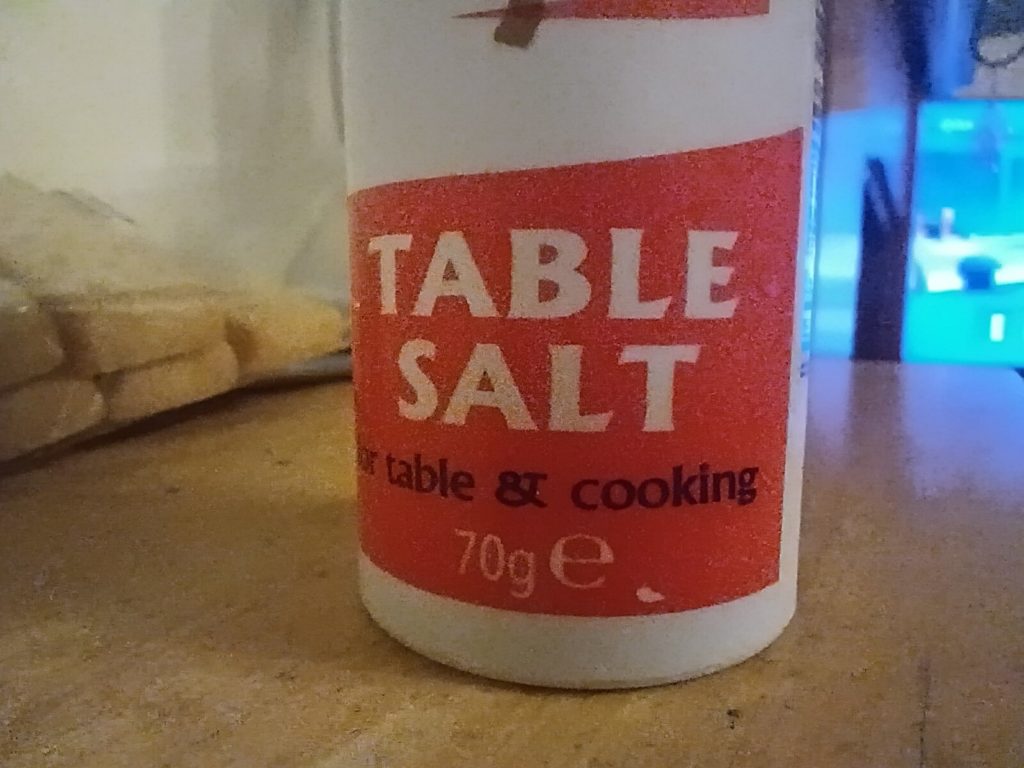 TABLE
SALT
or table & cooking
70g ℮